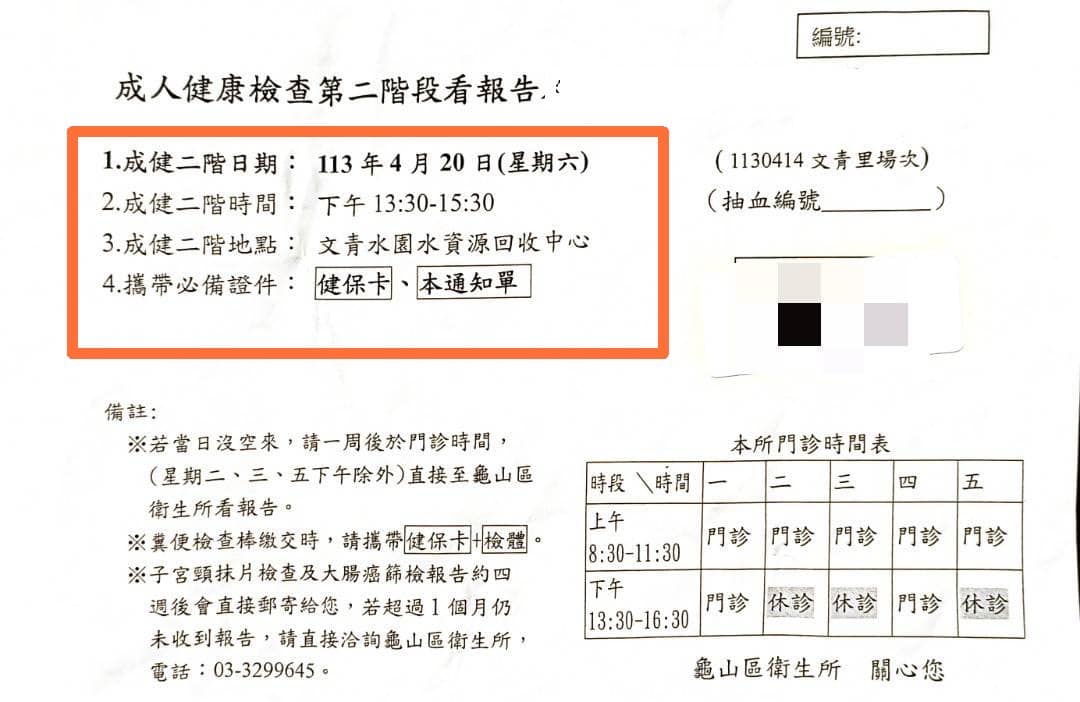 編號:
成人健康檢查第二階段看報告
1.成健二階日期： 113 年 4 月 20 日(星期六)
2.成健二階時間： 下午 13:30-15:30
3.成健二階地點： 文青水園水資源回收中心
4.攜帶必備證件： 健保卡、本通知單
(1130414 文青里場次)
(抽血編號________)
備註:
※若當日沒空來，請一周後於門診時間，
(星期二、三、五下午除外)直接至龜山區
衛生所看報告。
※糞便檢查棒繳交時，請攜帶健保卡+檢體。
※子宮頸抹片檢查及大腸癌篩檢報告約四
週後會直接郵寄給您，若超過1個月仍
未收到報告，請直接洽詢龜山區衛生所，
電話：03-3299645。
本所門診時間表
時段 \時間 一 二 三 四 五
上午
8:30-11:30 門診 門診 門診 門診 門診
下午
13:30-16:30 門診 休診 休診 門診 休診
龜山區衛生所 關心您